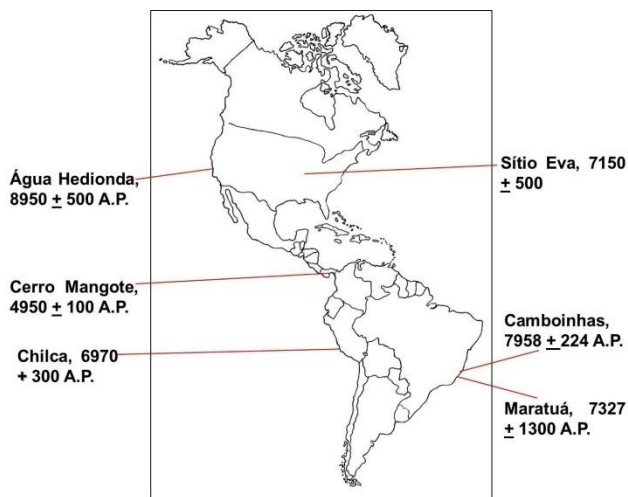 Água Hedionda,
8950 ± 500 A.P.
Sítio Eva, 7150
± 500
Cerro Mangote,
4950 ± 100 A.P.
Chilca, 6970
+ 300 A.P.
Camboinhas,
7958 ± 224 A.P.
Maratuá, 7327
± 1300 A.P.